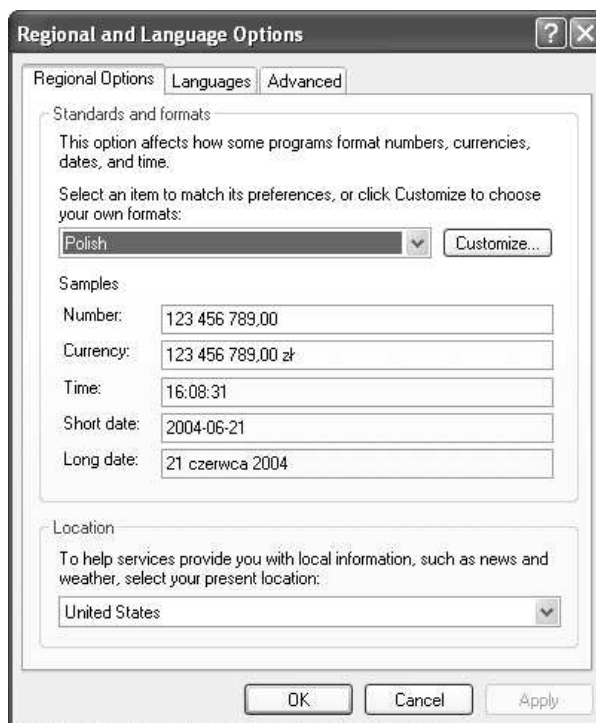 Regional and Language Options
Regional Options Languages Advanced
Standards and formats
This option affects how some programs format numbers, currencies,
dates, and time.
Select an item to match its preferences, or click Customize to choose
your own formats:
Polish Customize...
Samples
Number: 123 456 789,00
Currency: 123 456 789,00 zł
Time: 16:08:31
Short date: 2004-06-21
Long date: 21 czerwca 2004
Location
To help services provide you with local information, such as news and
weather, select your present location:
United States
OK Cancel Apply